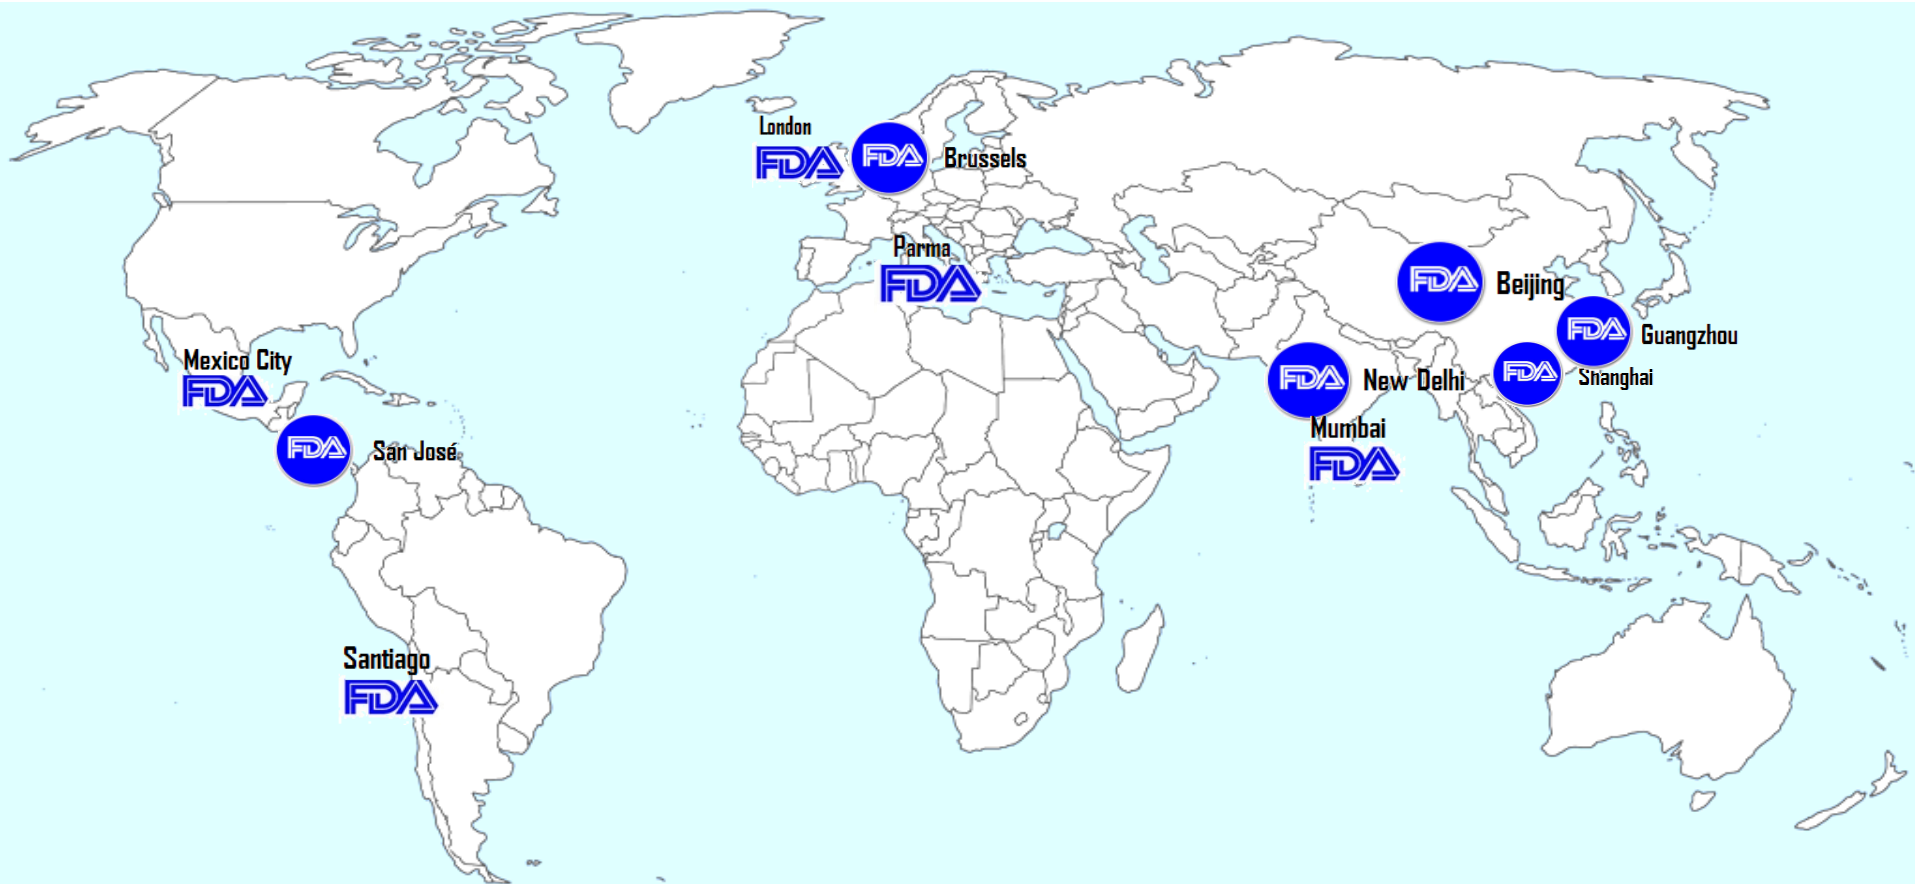 London
FDA
FDA
Brussels
Parma
FDA
FDA
Beijing
FDA
Guangzhou
Mexico City
FDA
FDA
New Delhi
FDA
Shanghai
Mumbai
FDA
FDA
San José
Santiago
FDA